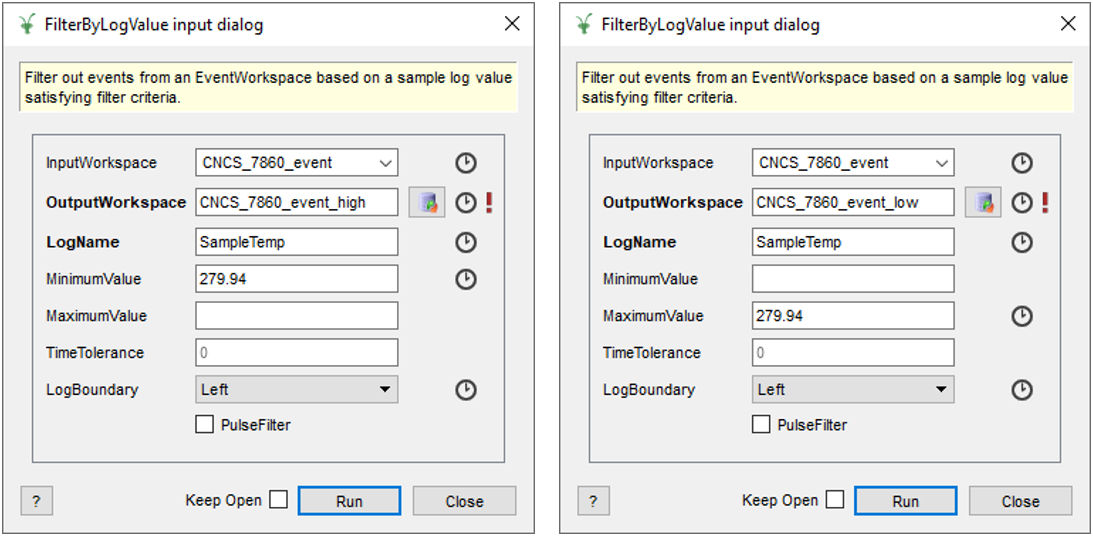 FilterByLogValue input dialog
Filter out events from an EventWorkspace based on a sample log value
satisfying filter criteria.
InputWorkspace CNCS_7860_event
OutputWorkspace CNCS_7860_event_high
LogName SampleTemp
MinimumValue 279.94
MaximumValue
TimeTolerance 0
LogBoundary Left
PulseFilter
? Keep Open Run Close
FilterByLogValue input dialog
Filter out events from an EventWorkspace based on a sample log value
satisfying filter criteria.
InputWorkspace CNCS_7860_event
OutputWorkspace CNCS_7860_event_low
LogName SampleTemp
MinimumValue
MaximumValue 279.94
TimeTolerance 0
LogBoundary Left
PulseFilter
? Keep Open Run Close